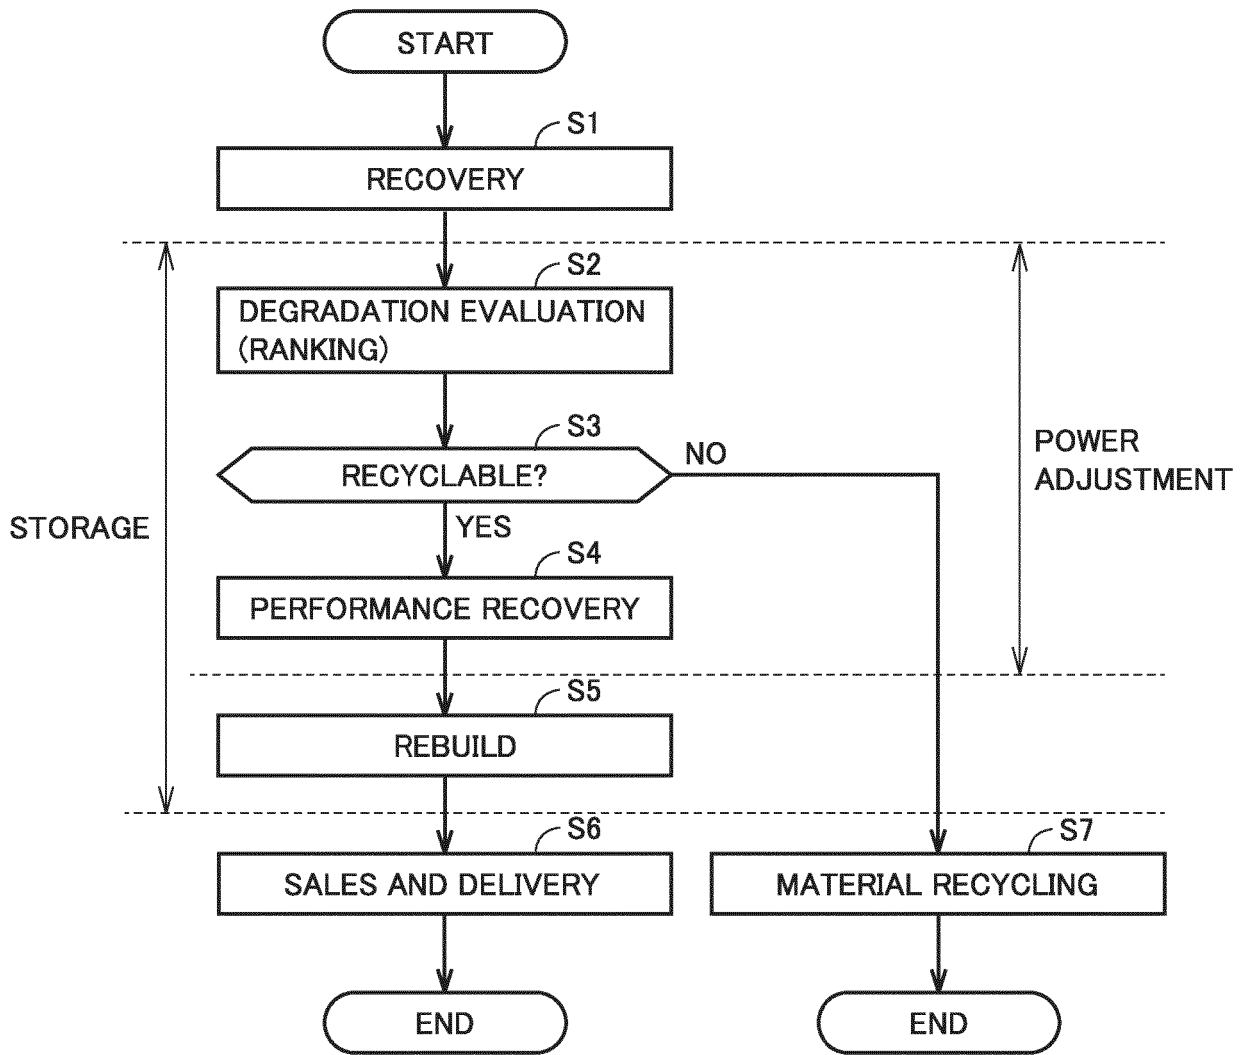 START
S1
RECOVERY
S2
DEGRADATION EVALUATION
(RANKING)
S3
RECYCLABLE?
NO
POWER
ADJUSTMENT
STORAGE
YES
S4
PERFORMANCE RECOVERY
S5
REBUILD
S6
SALES AND DELIVERY
S7
MATERIAL RECYCLING
END
END